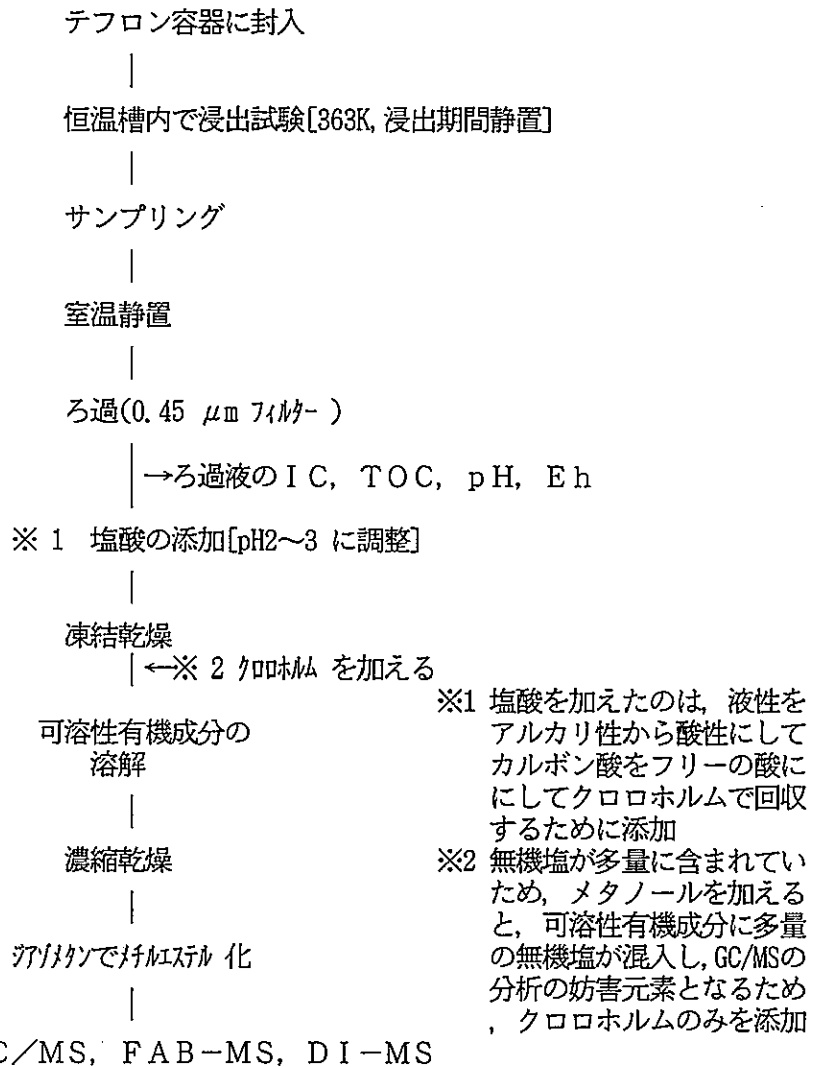 テフロン容器に封入
恒温槽内で浸出試験[363K, 浸出期間静置]
サンプリング
室温静置
ろ過(0.45 μm フィルター )
→ろ過液のＩＣ, ＴＯＣ, ｐＨ, Ｅｈ
※１ 塩酸の添加[pH2～3 に調整]
凍結乾燥
←※２ クロロホルム を加える
可溶性有機成分の
溶解
濃縮乾燥
ジアゾメタンでメチルエステル 化
C／ＭＳ, ＦＡＢ－ＭＳ, ＤＩ－ＭＳ
※1 塩酸を加えたのは, 液性を
アルカリ性から酸性にして
カルボン酸をフリーの酸に
にしてクロロホルムで回収
するために添加
※2 無機塩が多量に含まれてい
ため, メタノールを加える
と, 可溶性有機成分に多量
の無機塩が混入し, GC/MSの
分析の妨害元素となるため
, クロロホルムのみを添加